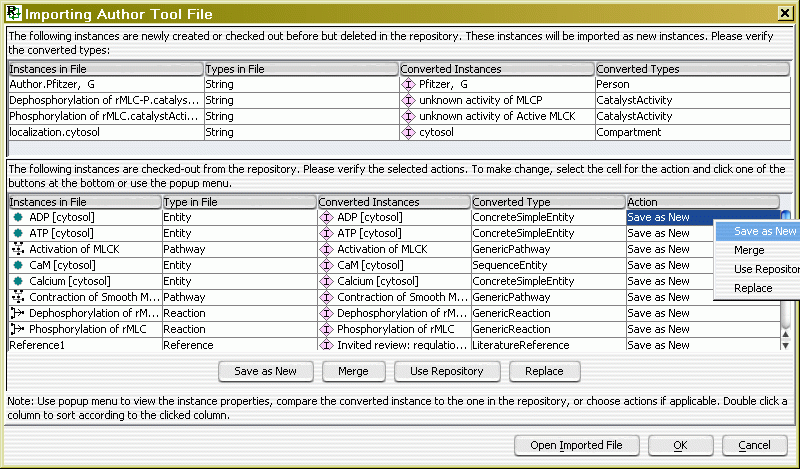 Importing Author Tool File
The following instances are newly created or checked out before but deleted in the repository. These instances will be imported as new instances. Please verify
the converted types:
Instances in File Types in File Converted Instances Converted Types
Author.Pfitzer, G String Pfitzer, G Person
Dephosphorylation of rMLC-P.catalys... String unknown activity of MLCP CatalystActivity
Phosphorylation of rMLC.catalystActi... String unknown activity of Active MLCK CatalystActivity
localization.cytosol String cytosol Compartment
The following instances are checked-out from the repository. Please verify the selected actions. To make change, select the cell for the action and click one of the
buttons at the bottom or use the popup menu.
Instances in File Type in File Converted Instances Converted Type Action
ADP [cytosol] Entity ADP [cytosol] ConcreteSimpleEntity Save as New
ATP [cytosol] Entity ATP [cytosol] ConcreteSimpleEntity Save as New
Activation of MLCK Pathway Activation of MLCK GenericPathway Save as New
CaM [cytosol] Entity CaM [cytosol] SequenceEntity Save as New
Calcium [cytosol] Entity Calcium [cytosol] ConcreteSimpleEntity Save as New
Contraction of Smooth M... Pathway Contraction of Smooth M... GenericPathway Save as New
Dephosphorylation of rM... Reaction Dephosphorylation of rM... GenericReaction Save as New
Phosphorylation of rMLC Reaction Phosphorylation of rMLC GenericReaction Save as New
Reference1 Reference Invited review: regulatio... LiteratureReference Save as New
Save as New
Merge
Use Repositor
Replace
Save as New Merge Use Repository Replace
Note: Use popup menu to view the instance properties, compare the converted instance to the one in the repository, or choose actions if applicable. Double click a
column to sort according to the clicked column.
Open Imported File OK Cancel